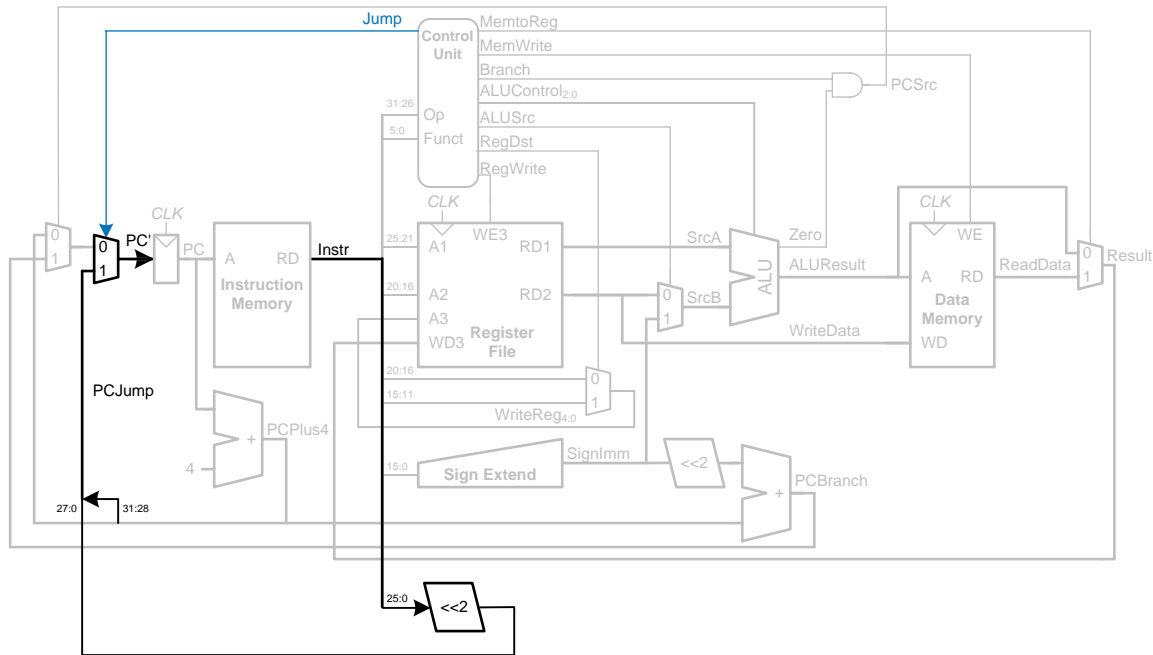 Jump
MemtoReg
Control
Unit
MemWrite
Branch
PCSrc
ALUControl2:0
31:26
Op
ALUSrc
5:0
Funct
RegDst
RegWrite
CLK
CLK
CLK
0
1
0
1
PC'
PC
A
RD
Instr
Instruction
Memory
25:21
A1
WE3
RD1
SrcA
Zero
WE
0
1
Result
20:16
A2
RD2
0
1
SrcB
ALU
ALUResult
A
RD
ReadData
Data
Memory
A3
Register
File
WD3
WriteData
WD
PCJump
20:16
0
15:11
1
WriteReg4:0
PCPlus4
+
4
SignImm
15:0
Sign Extend
<<2
+
PCBranch
27:0
31:28
25:0
<<2